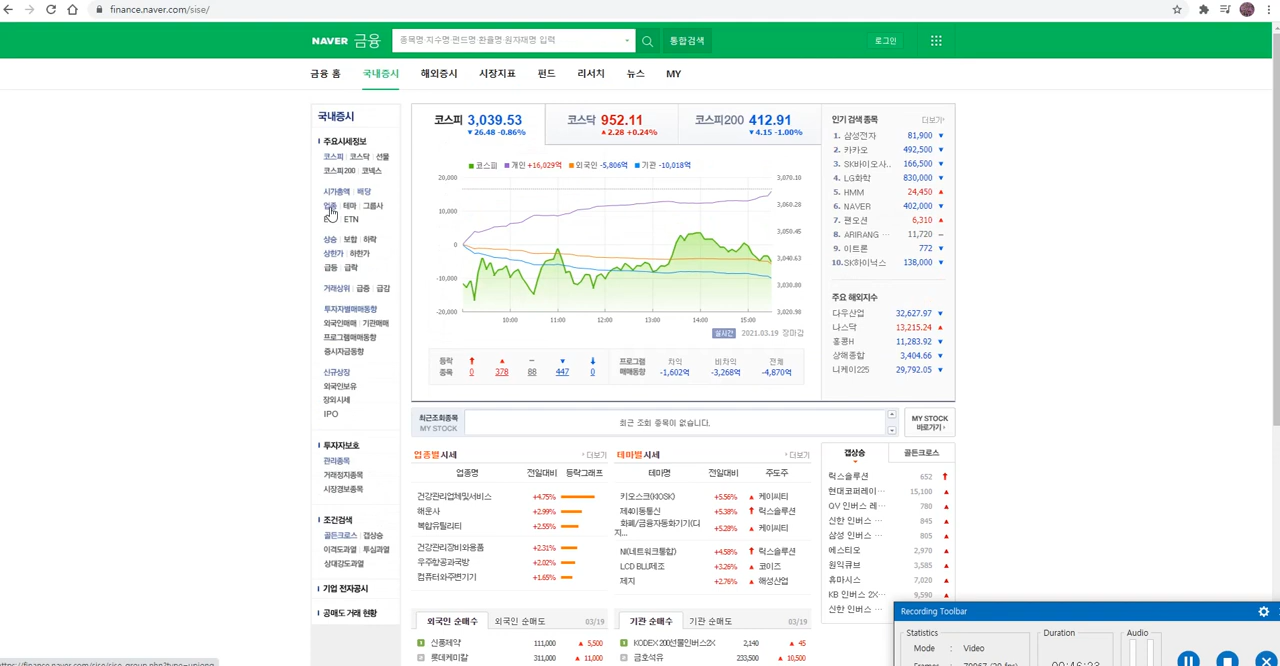 finance.naver.com/sise/
NAVER 금융
종목명·지수명·펀드명·환율명·원자재명 입력
통합검색
로그인
금융 홈 국내증시 해외증시 시장지표 펀드 리서치 뉴스 MY
국내증시
주요시세정보
코스피 코스닥 선물
코스피200 코넥스
시가총액 배당
업종 테마 그룹사
ETN
상승 보합 하락
상한가 하한가
급등 급락
거래상위 급증 급감
투자자별매매동향
외국인매매 기관매매
프로그램매매동향
증시자금동향
신규상장
외국인보유
장외시세
IPO
투자자보호
관리종목
거래정지종목
시장경보종목
조건검색
골든크로스 갭상승
이격도과열 투심과열
상대강도과열
기업 전자공시
공매도 거래 현황
코스피 3,039.53
▼26.48 -0.86%
코스닥 952.11
▲2.28 +0.24%
코스피200 412.91
▼4.15 -1.00%
코스피 개인 +16,029억 외국인 -5,806억 기관 -10,018억
20,000 3,070.10
10,000 3,060.28
3,050.45
0 3,040.63
-10,000 3,030.80
-20,000 3,020.98
10:00 11:00 12:00 13:00 14:00 15:00
실시간 2021.03.19 장마감
등락 종목
↑ 0 ▲ 378 − 88 ▼ 447 ↓ 0
프로그램 매매동향
차익 비차익 전체
-1,602억 -3,268억 -4,870억
인기 검색 종목 더보기
1. 삼성전자 81,900 ▼
2. 카카오 492,500 ▼
3. SK바이오사.. 166,500 ▼
4. LG화학 830,000 ▼
5. HMM 24,450 ▲
6. NAVER 402,000 ▼
7. 팬오션 6,310 ▲
8. ARIRANG ··· 11,720 −
9. 이트론 772 ▼
10. SK하이닉스 138,000 ▼
주요 해외지수
다우산업 32,627.97 ▼
나스닥 13,215.24 ▲
홍콩H 11,283.92 ▼
상해종합 3,404.66 ▼
니케이225 29,792.05 ▼
최근조회종목
MY STOCK
최근 조회 종목이 없습니다.
MY STOCK
바로가기
업종별 시세 더보기
업종명 전일대비 등락그래프
건강관리업체및서비스 +4.75%
해운사 +2.99%
복합유틸리티 +2.55%
건강관리장비와용품 +2.31%
우주항공과국방 +2.02%
컴퓨터와주변기기 +1.65%
테마별 시세 더보기
테마명 전일대비 주도주
키오스크(KIOSK) +5.56% ▲ 케이씨티
제4이동통신 +5.38% ↑ 럭스솔루션
화폐/금융자동화기기(디지... +5.28% ▲ 케이씨티
NI(네트워크통합) +4.58% ↑ 럭스솔루션
LCD BLU제조 +3.26% ▲ 코이즈
제지 +2.76% ▲ 해성산업
갭상승 골든크로스
럭스솔루션 652 ↑
현대코퍼레이··· 15,100 ▲
QV 인버스 레··· 780 ▲
신한 인버스 ··· 845 ▲
삼성 인버스 ··· 805 ▲
에스티오 2,970 ▲
원익큐브 3,585 ▲
휴마시스 7,020 ▲
KB 인버스 2X··· 9,590
신한 인버스
외국인 순매수 외국인 순매도 03/19
1 신풍제약 111,000 ▲ 5,500
2 롯데케미칼 311,000 ▲ 11,000
기관 순매수 기관 순매도 03/19
1 KODEX 200선물인버스2X 2,140 ▲ 45
2 금호석유 233,500 ▲ 10,500
Recording Toolbar
Statistics
Mode : Video
Duration
Audio